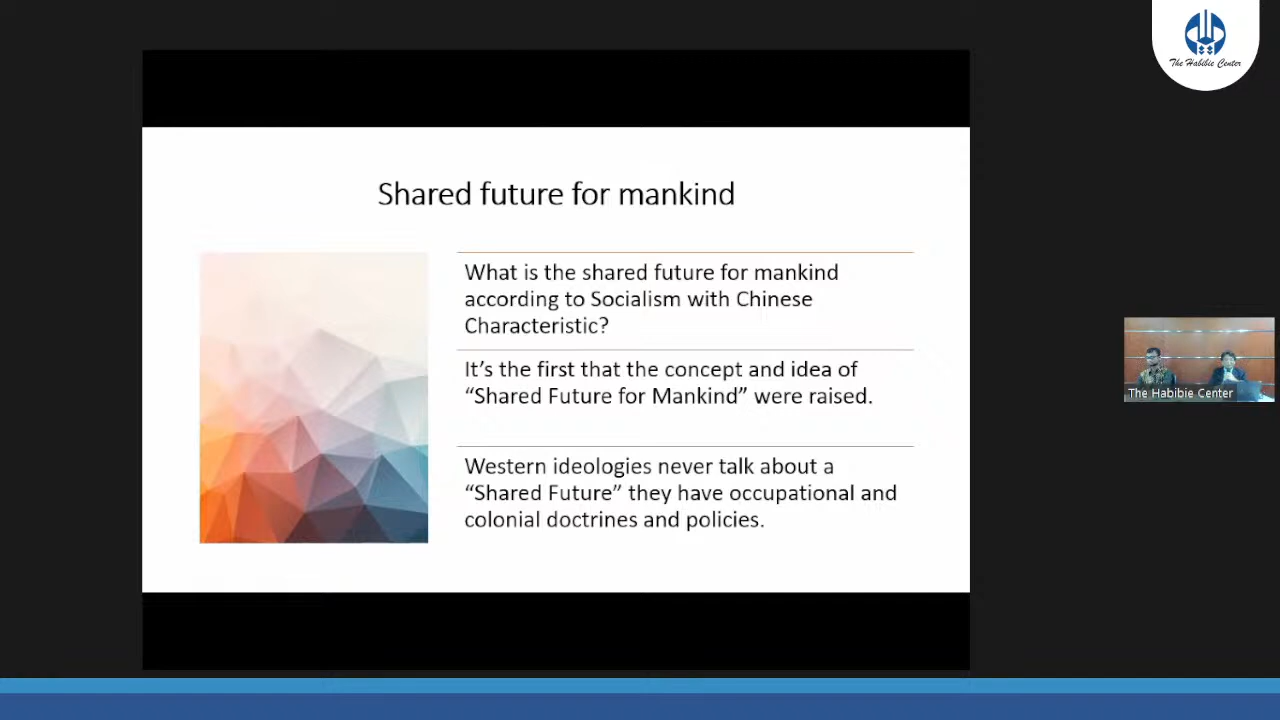 The Habibie Center
Shared future for mankind
What is the shared future for mankind
according to Socialism with Chinese
Characteristic?
It’s the first that the concept and idea of
“Shared Future for Mankind” were raised.
Western ideologies never talk about a
“Shared Future” they have occupational and
colonial doctrines and policies.
The Habibie Center